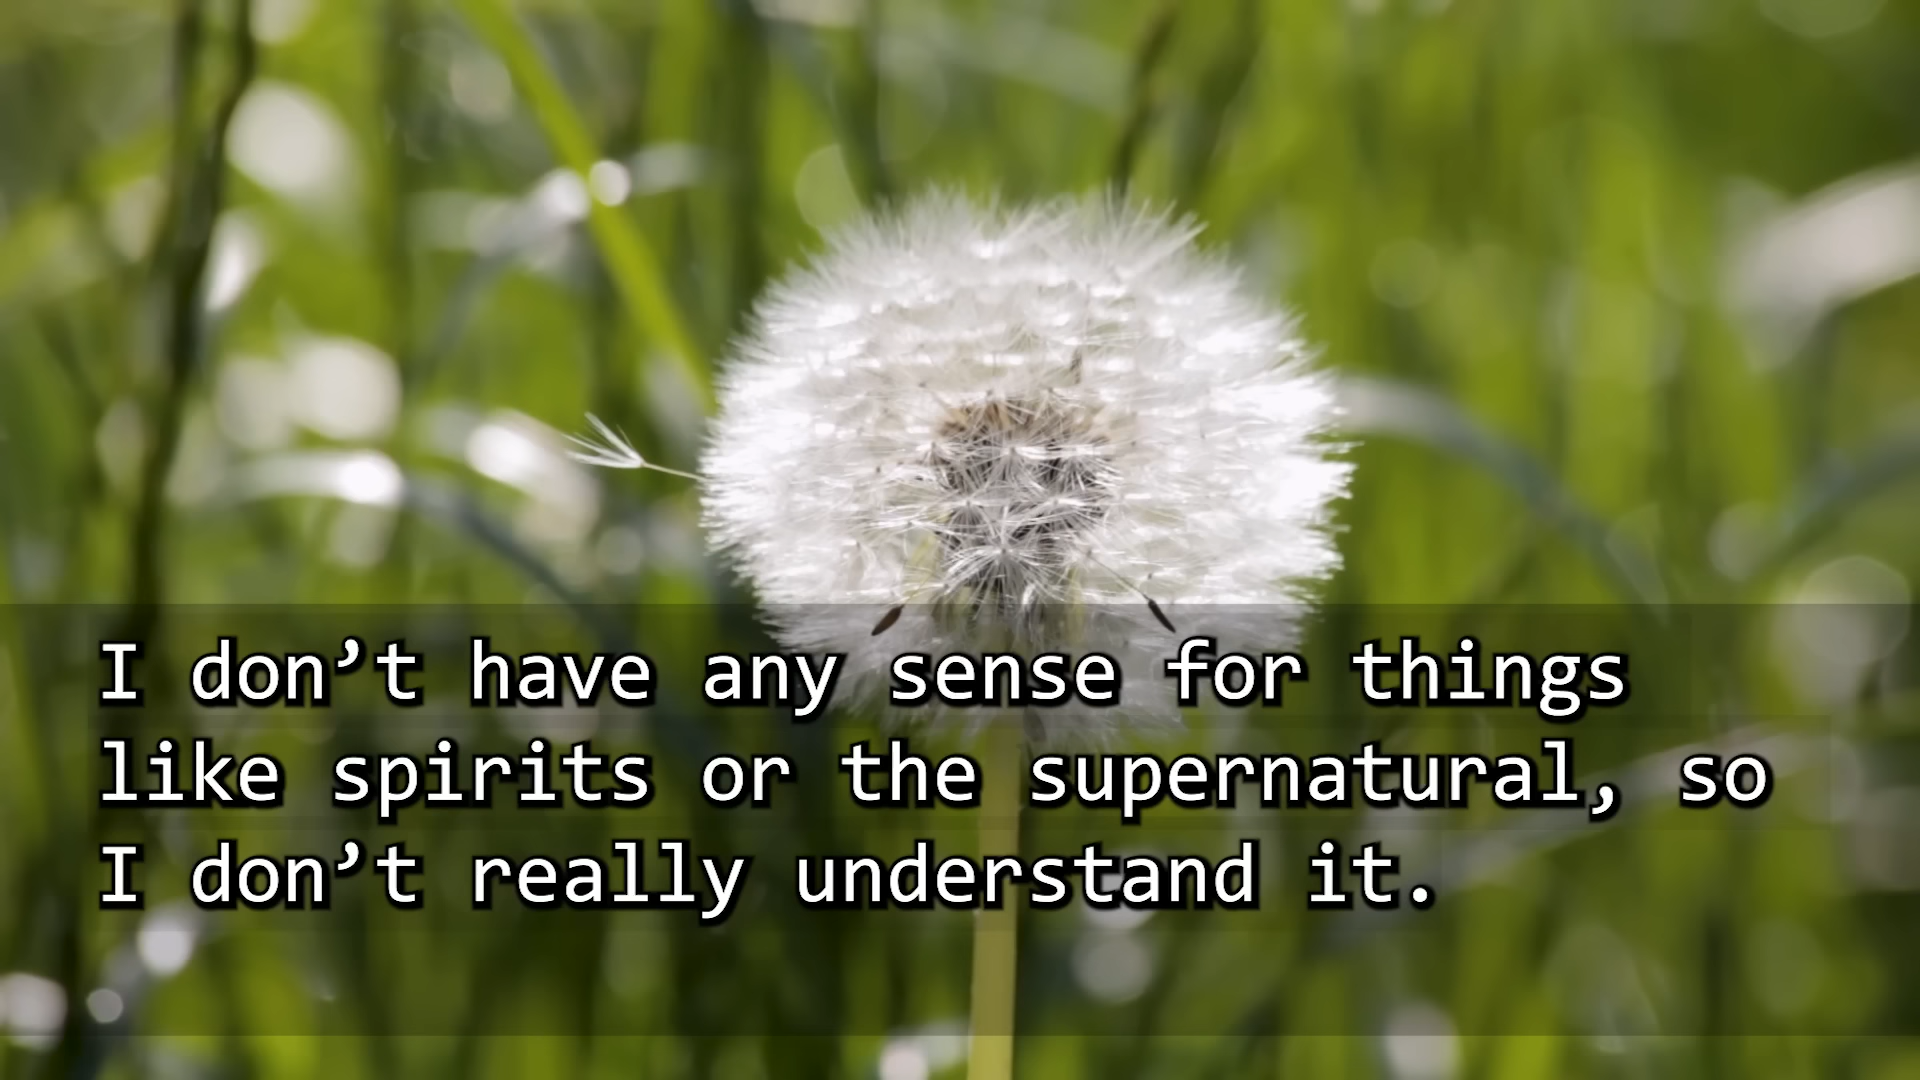 I don’t have any sense for things
like spirits or the supernatural, so
I don’t really understand it.